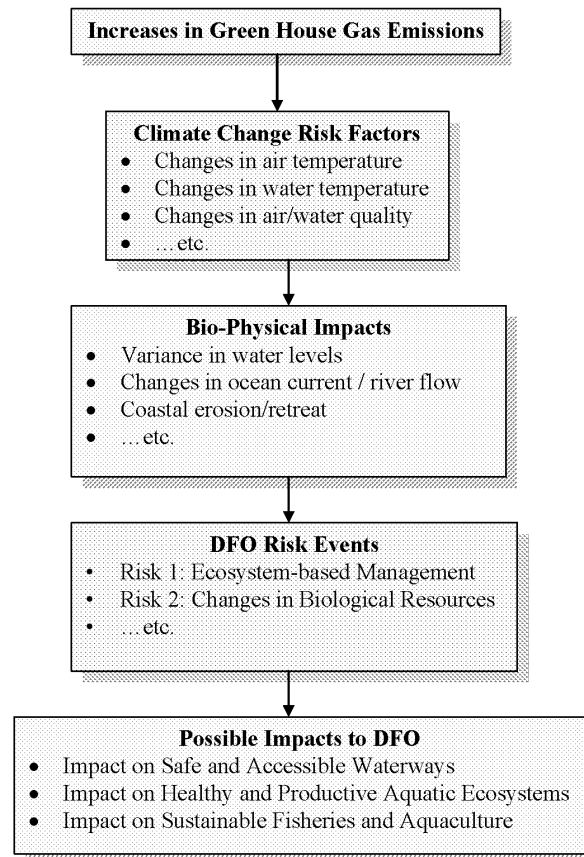 Increases in Green House Gas Emissions
Climate Change Risk Factors
● Changes in air temperature
● Changes in water temperature
● Changes in air/water quality
● …etc.
Bio-Physical Impacts
● Variance in water levels
● Changes in ocean current / river flow
● Coastal erosion/retreat
● …etc.
DFO Risk Events
• Risk 1: Ecosystem-based Management
• Risk 2: Changes in Biological Resources
• …etc.
Possible Impacts to DFO
● Impact on Safe and Accessible Waterways
● Impact on Healthy and Productive Aquatic Ecosystems
● Impact on Sustainable Fisheries and Aquaculture